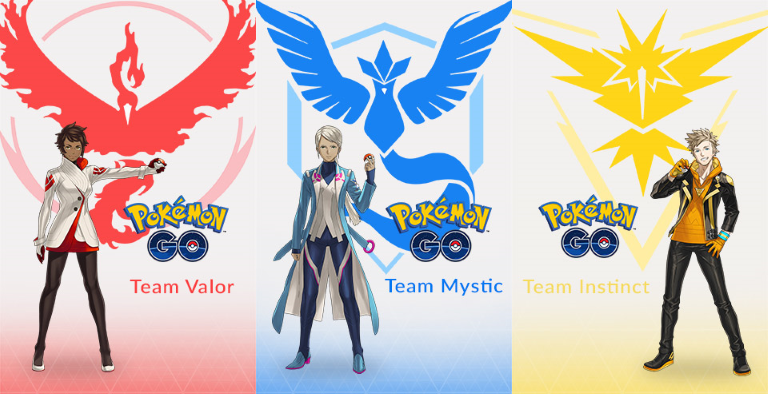 POKÉMON
GO
Team Valor
POKÉMON
GO
Team Mystic
POKÉMON
GO
Team Instinct